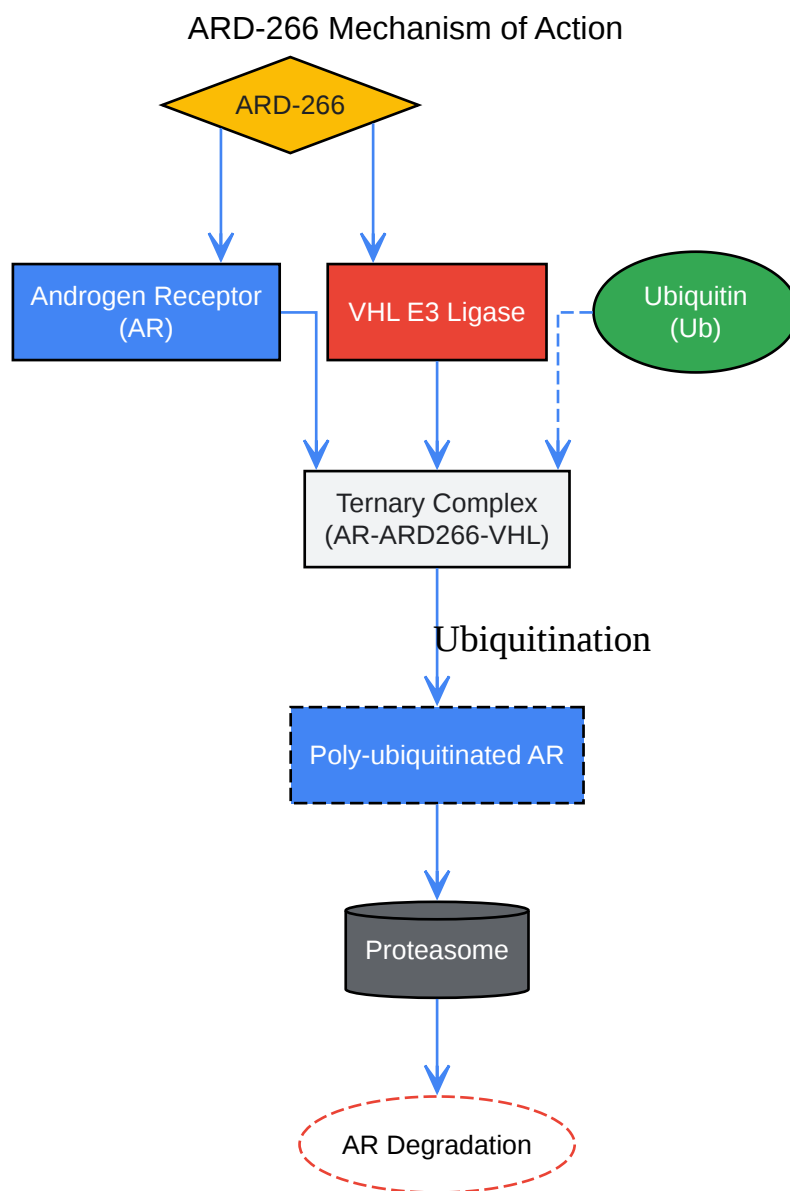 ARD-266 Mechanism of Action
ARD-266
Androgen Receptor
(AR)
VHL E3 Ligase
Ubiquitin
(Ub)
Ternary Complex
(AR-ARD266-VHL)
Ubiquitination
Poly-ubiquitinated AR
Proteasome
AR Degradation